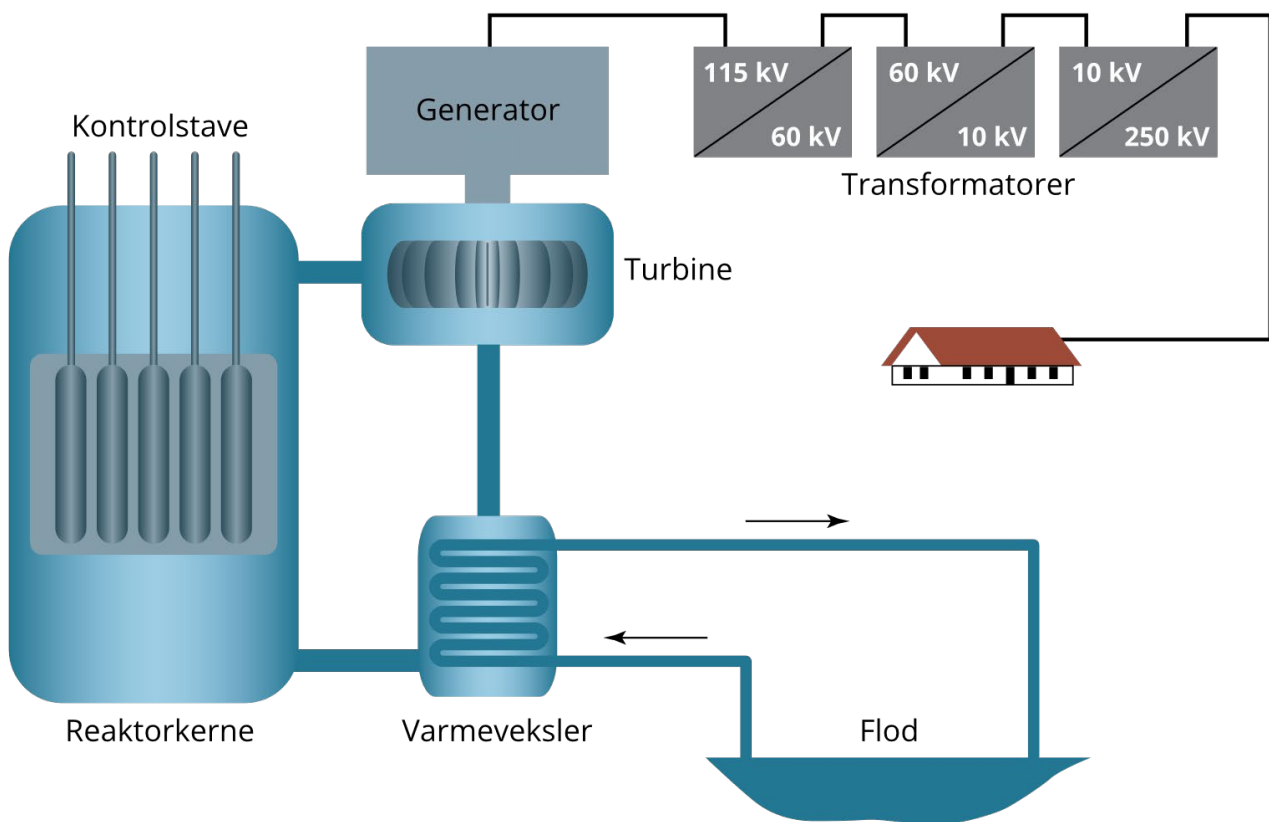 Kontrolstave
Generator
115 kV
60 kV
60 kV
10 kV
10 kV
250 kV
Transformatorer
Turbine
Reaktorkerne
Varmeveksler
Flod